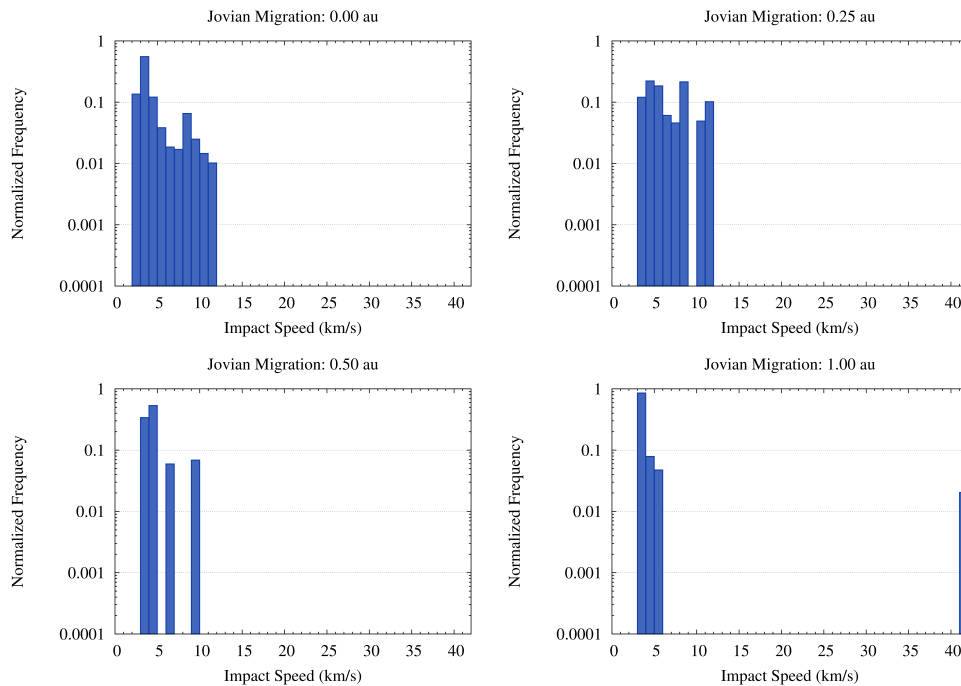 Jovian Migration: 0.00 au
1
0.1
0.01
0.001
0.0001
Normalized Frequency
0 5 10 15 20 25 30 35 40
Impact Speed (km/s)
Jovian Migration: 0.25 au
1
0.1
0.01
0.001
0.0001
Normalized Frequency
0 5 10 15 20 25 30 35 40
Impact Speed (km/s)
Jovian Migration: 0.50 au
1
0.1
0.01
0.001
0.0001
Normalized Frequency
0 5 10 15 20 25 30 35 40
Impact Speed (km/s)
Jovian Migration: 1.00 au
1
0.1
0.01
0.001
0.0001
Normalized Frequency
0 5 10 15 20 25 30 35 40
Impact Speed (km/s)